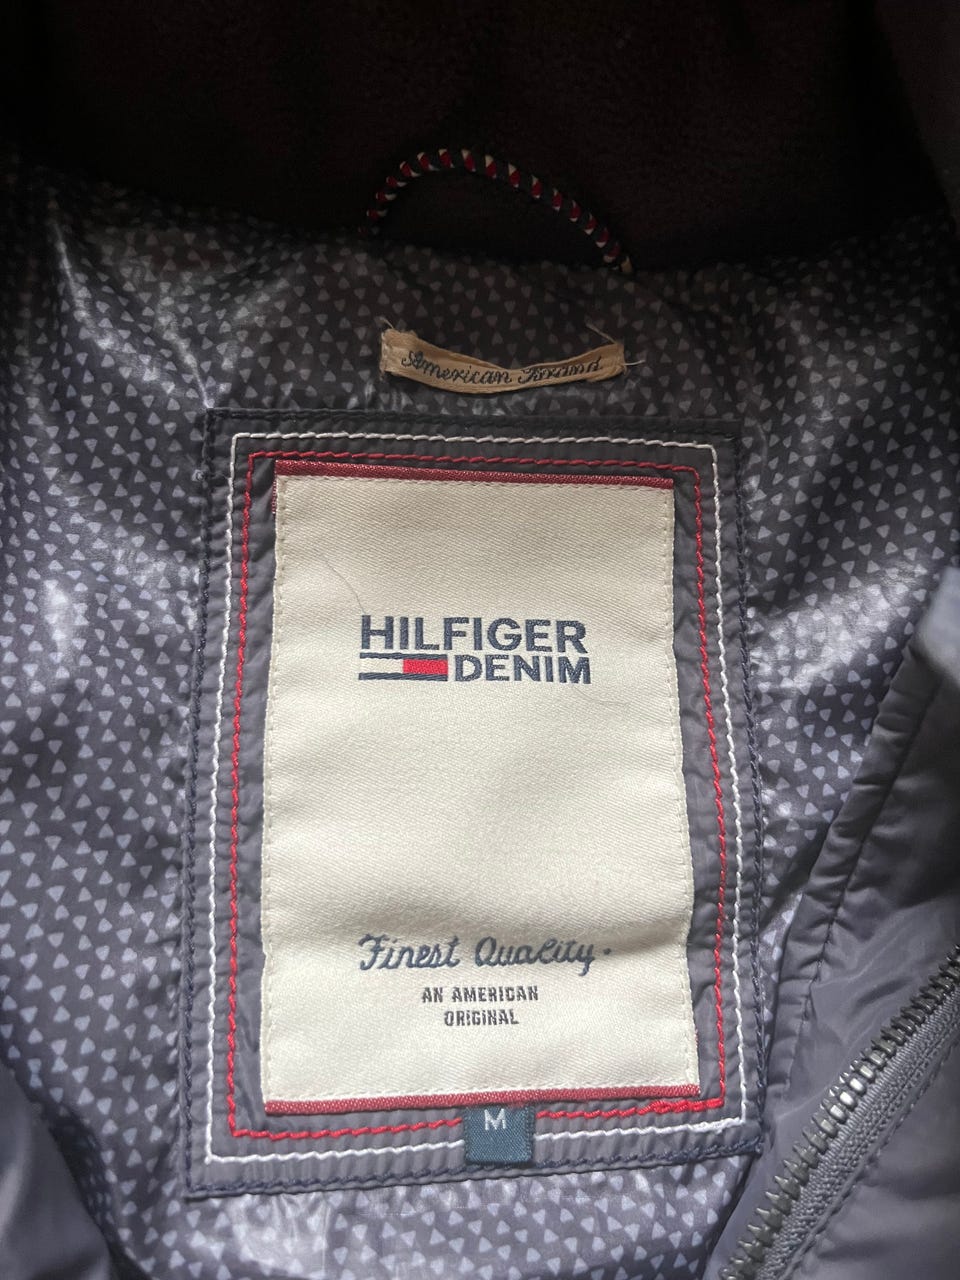 American Brand
HILFIGER
DENIM
Finest Quality.
AN AMERICAN
ORIGINAL
M